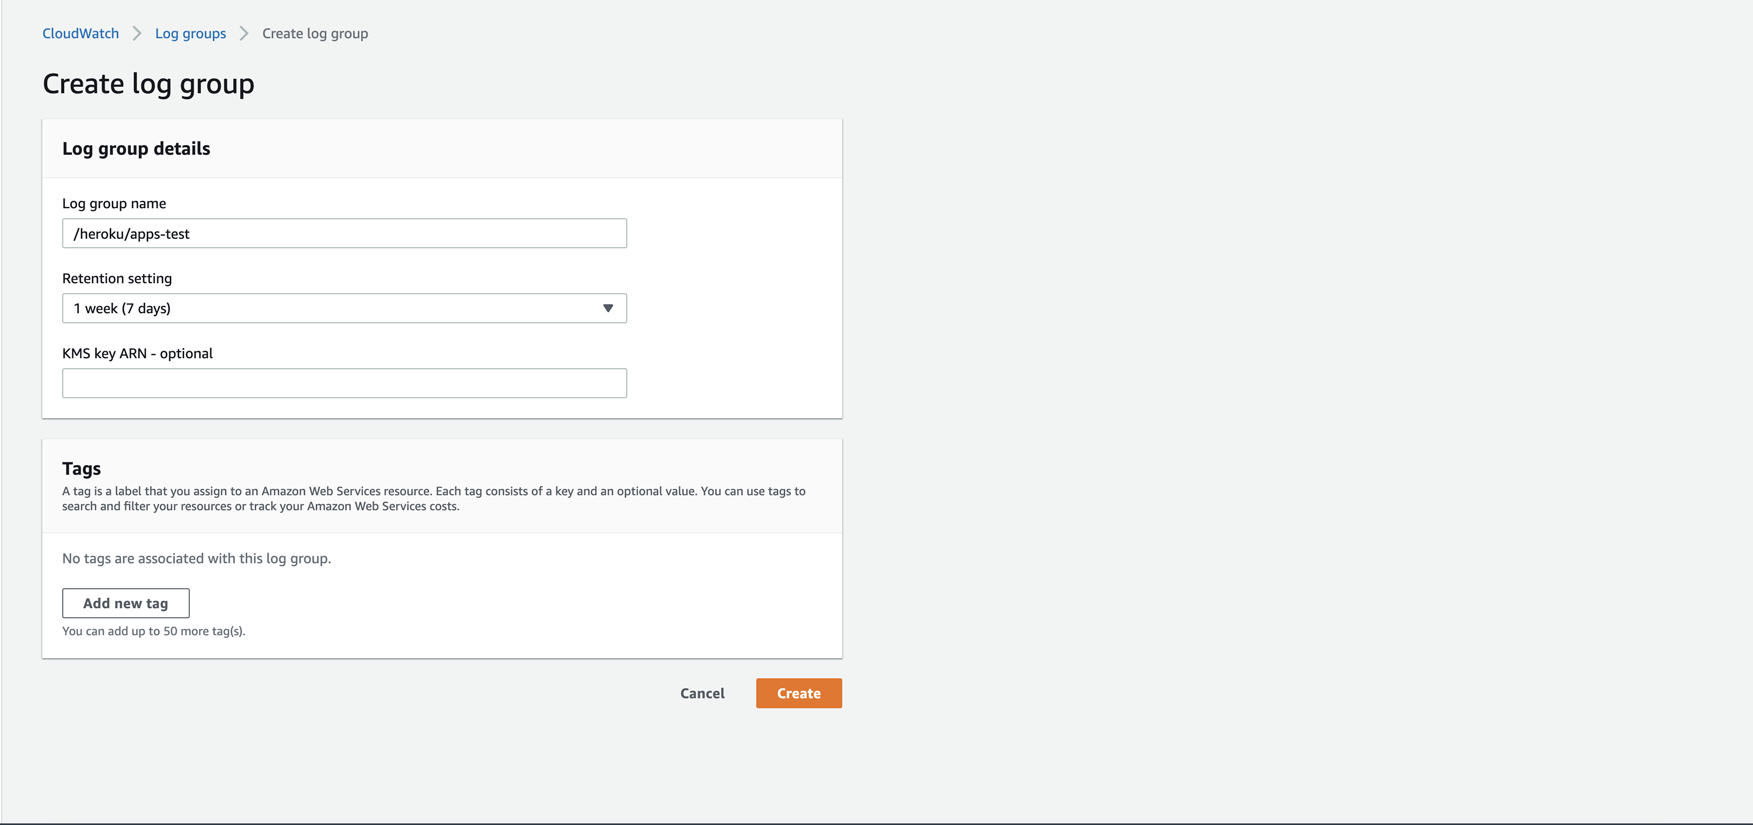 CloudWatch > Log groups > Create log group
Create log group
Log group details
Log group name
/heroku/apps-test
Retention setting
1 week (7 days)
KMS key ARN - optional
Tags
A tag is a label that you assign to an Amazon Web Services resource. Each tag consists of a key and an optional value. You can use tags to
search and filter your resources or track your Amazon Web Services costs.
No tags are associated with this log group.
Add new tag
You can add up to 50 more tag(s).
Cancel Create